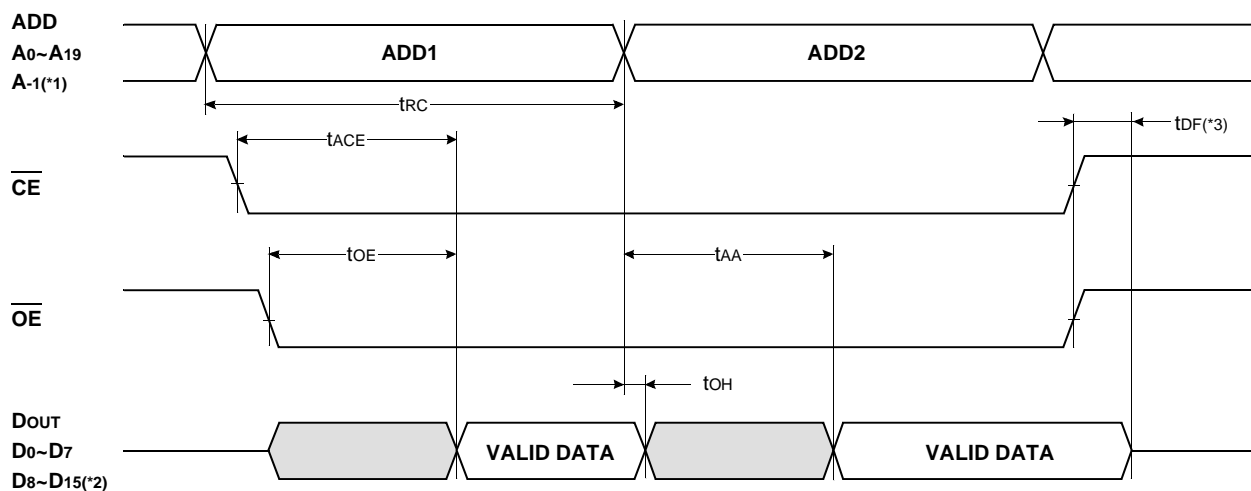 ADD
A0~A19
A-1(*1)
ADD1
ADD2
tRC
tDF(*3)
tACE
CE
tOE
tAA
OE
tOH
DOUT
D0~D7
D8~D15(*2)
VALID DATA
VALID DATA